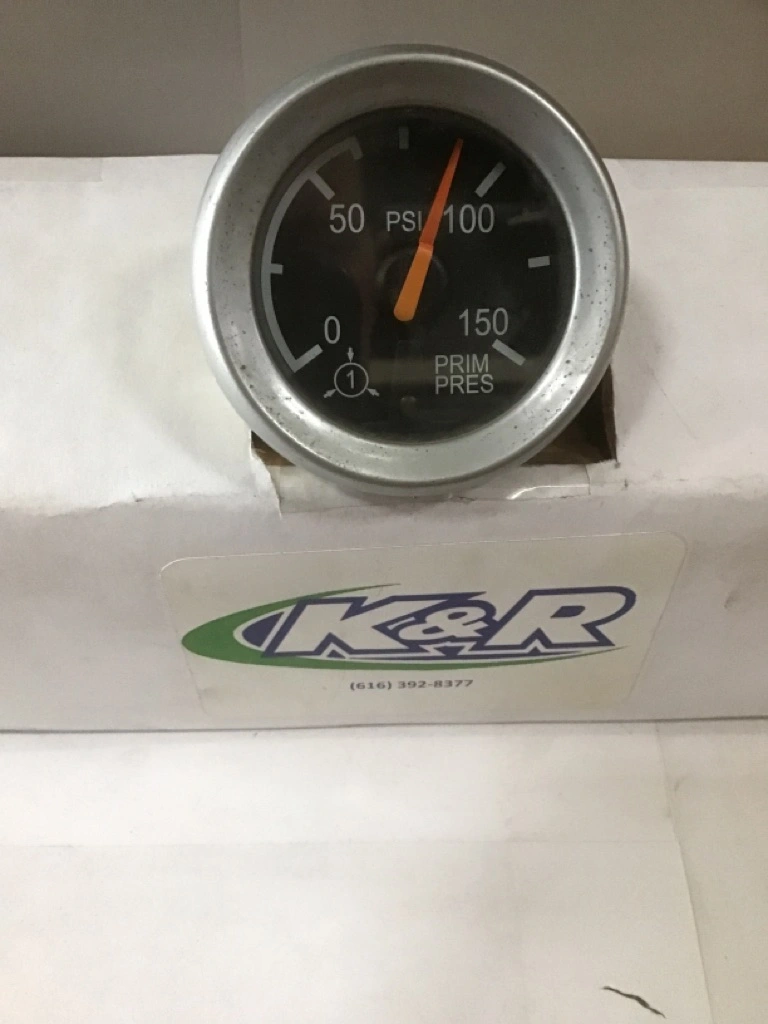 50 PSI 100
0 150
1 PRIM
PRES
K&R
(616) 392-8377